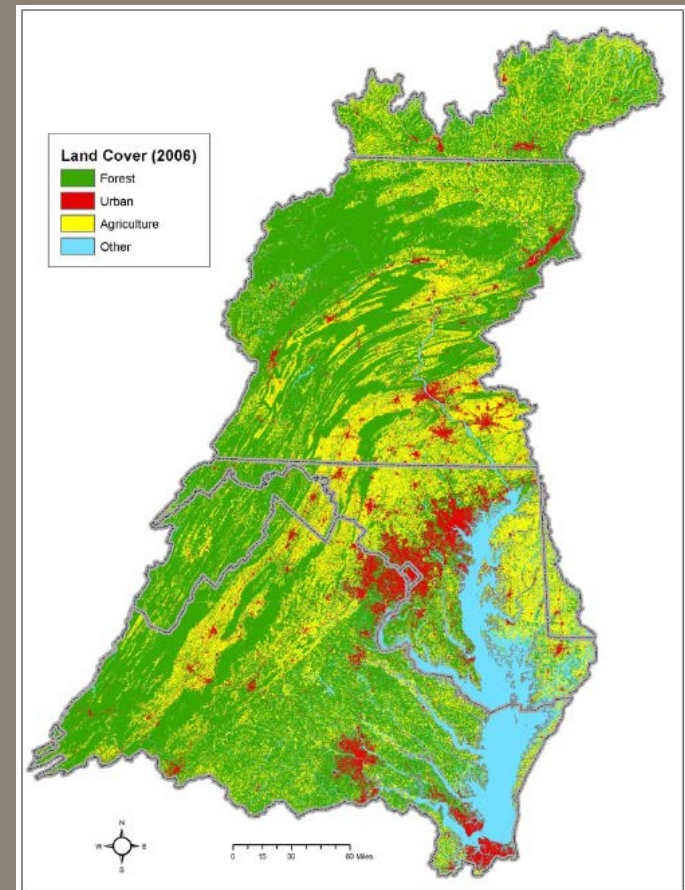 Land Cover (2006)
Forest
Urban
Agriculture
Other
N
W E
S
0 15 30 60 Miles